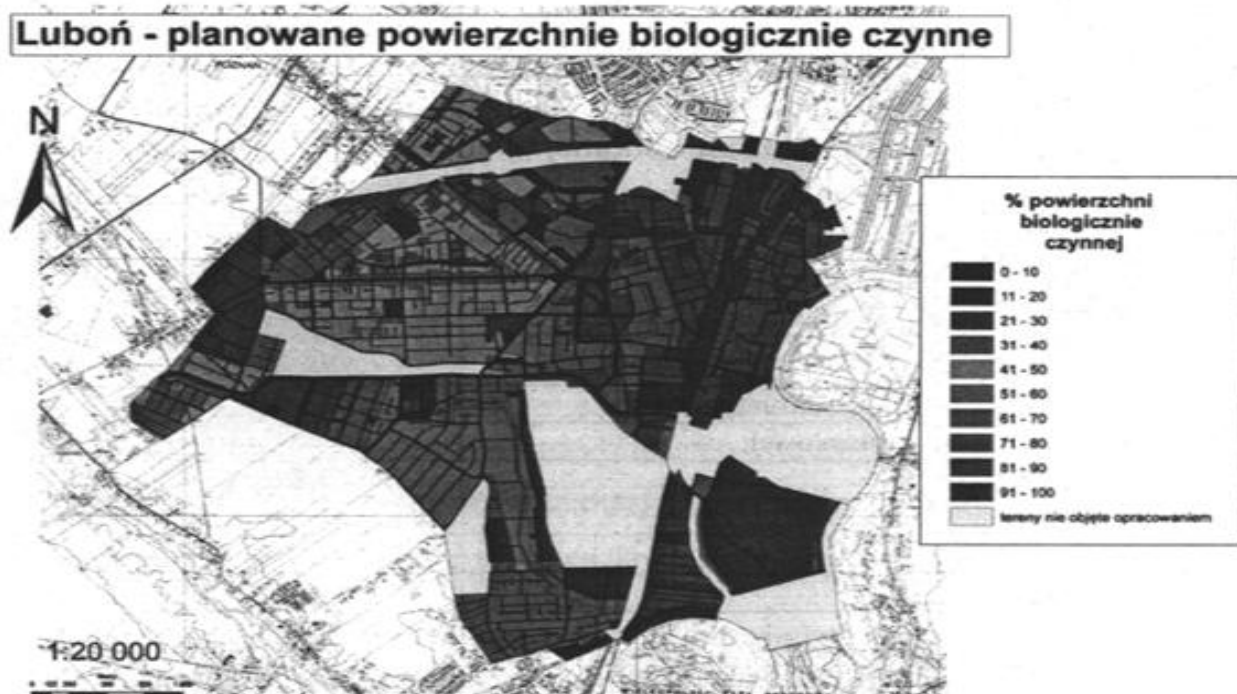 Luboń - planowane powierzchnie biologicznie czynne
POZNAŃ
N
% powierzchni
biologicznie
czynnej
0 - 10
11 - 20
21 - 30
31 - 40
41 - 50
51 - 60
61 - 70
71 - 80
81 - 90
91 - 100
tereny nie objęte opracowaniem
1:20 000